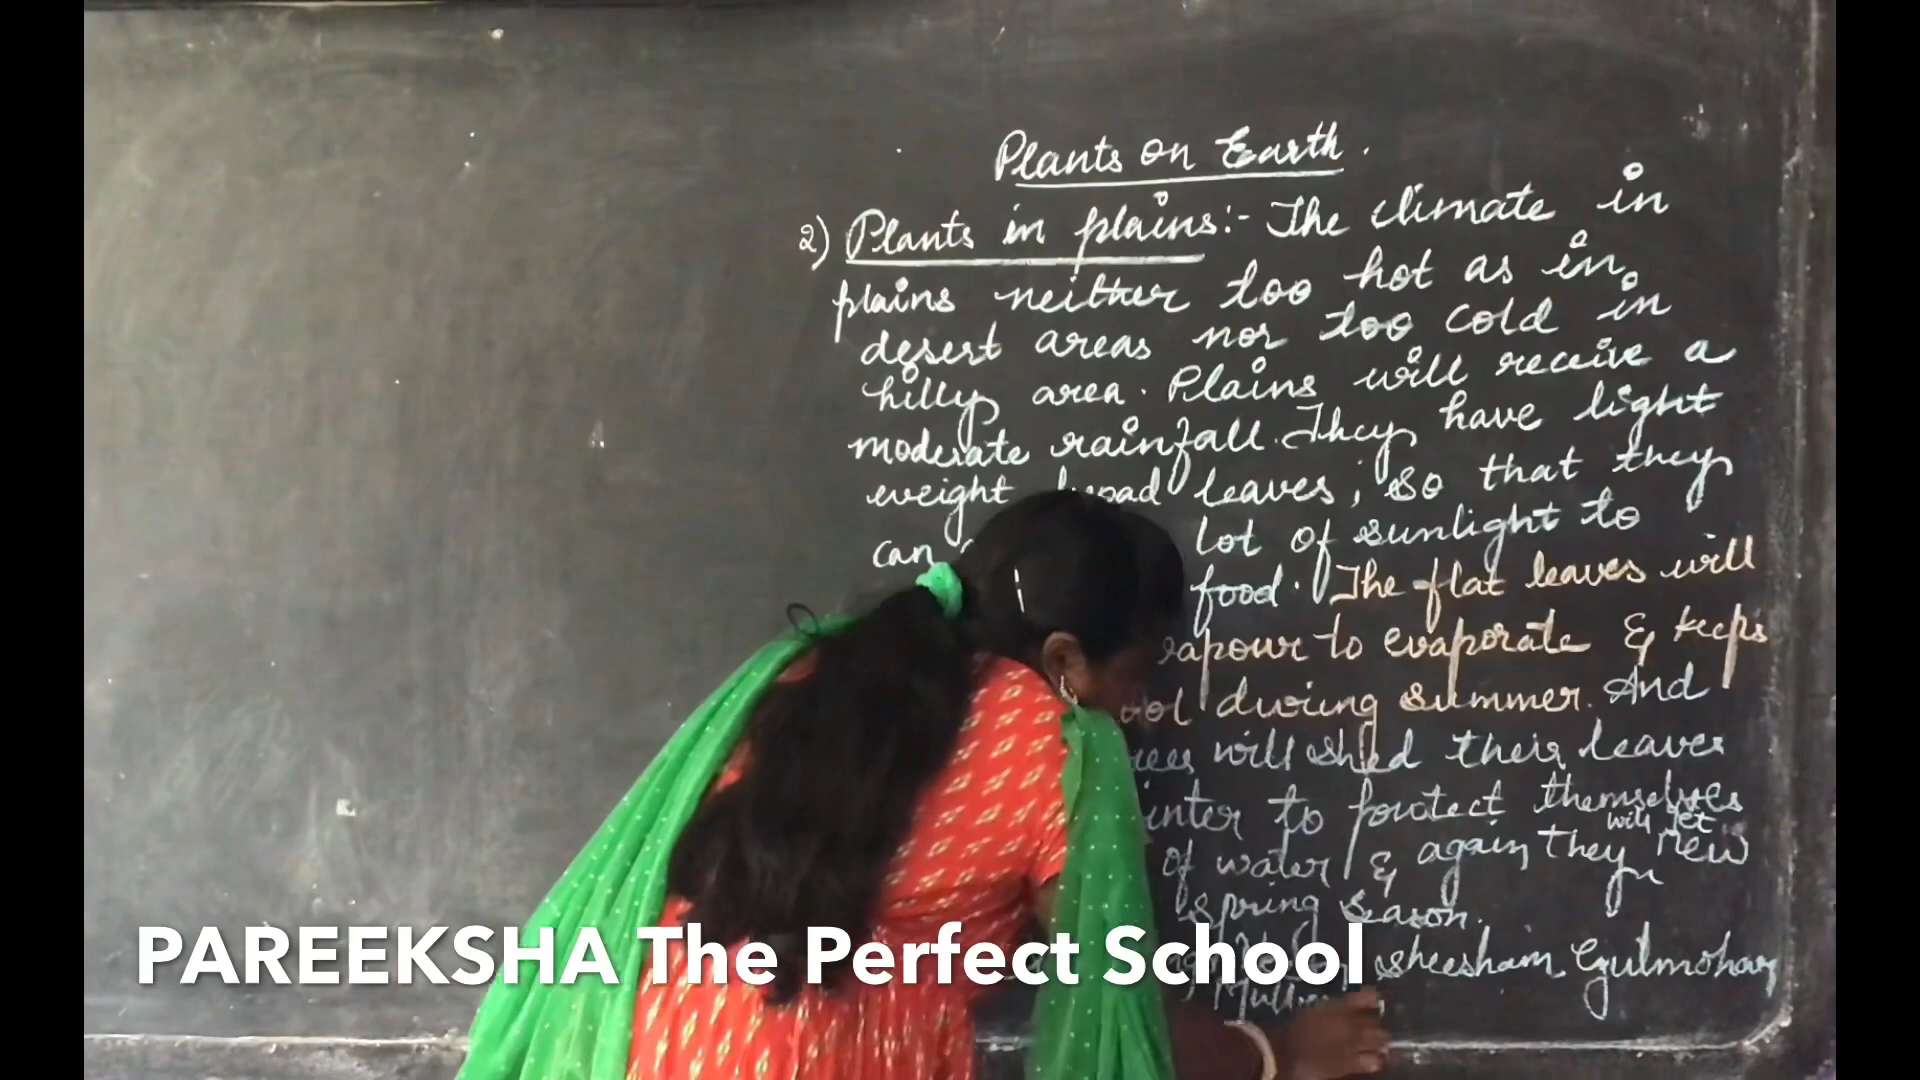 Plants on Earth.
2) Plants in plains:- The climate in
plains neither too hot as in
desert areas nor too cold in
hilly area. Plains will receive a
moderate rainfall. They have light
weight leaves, so that they
can lot of sunlight to
food. The flat leaves will
to evaporate & keeps
during summer. And
will shed their leaves
to protect themselves
of water & again they will get new
spring season.
sheesham, Gulmohar,
PAREEKSHA The Perfect School